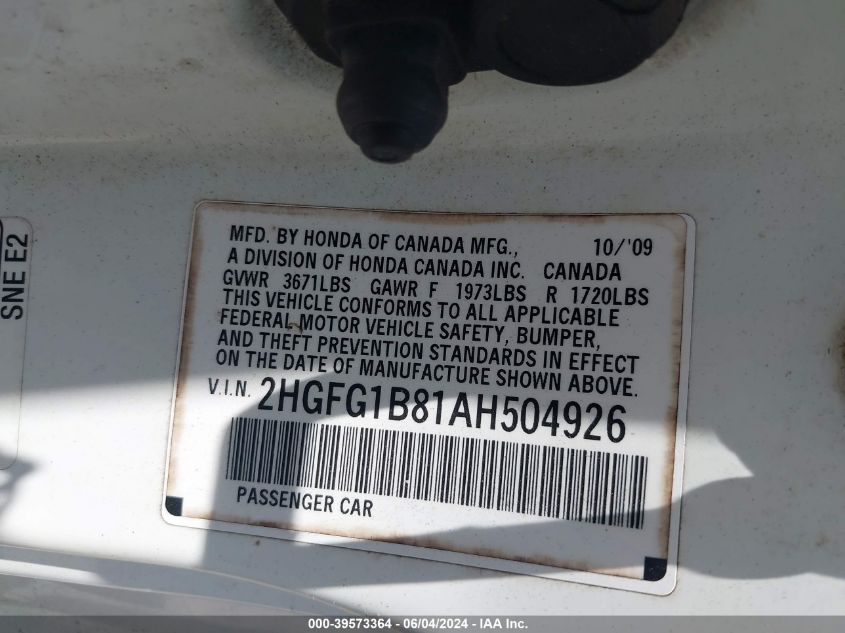 MFD. BY HONDA OF CANADA MFG., 10/'09
A DIVISION OF HONDA CANADA INC. CANADA
GVWR 3671LBS GAWR F 1973LBS R 1720LBS
THIS VEHICLE CONFORMS TO ALL APPLICABLE
FEDERAL MOTOR VEHICLE SAFETY, BUMPER,
AND THEFT PREVENTION STANDARDS IN EFFECT
ON THE DATE OF MANUFACTURE SHOWN ABOVE.
V.I.N. 2HGFG1B81AH504926
PASSENGER CAR
SNE E2
000-39573364 - 06/04/2024 - IAA Inc.